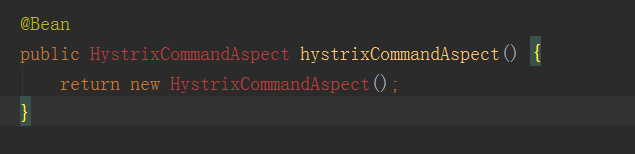 @Bean
public HystrixCommandAspect hystrixCommandAspect() {
return new HystrixCommandAspect();
}